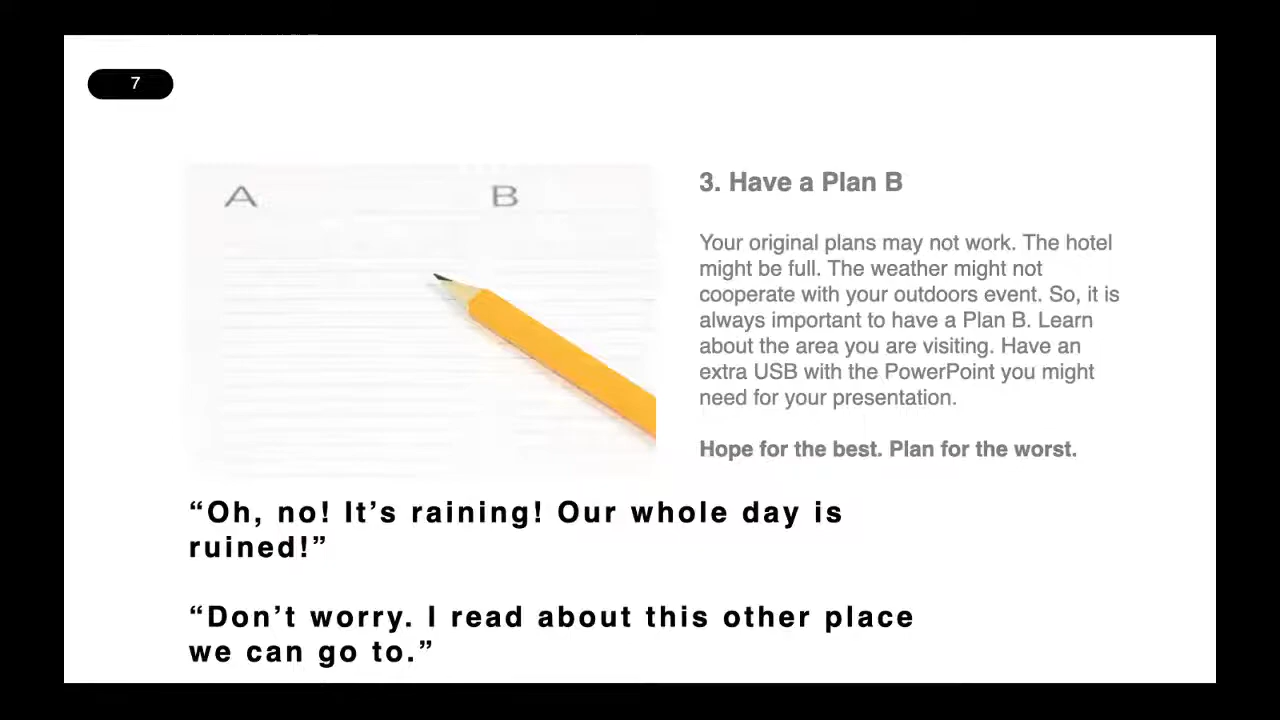 7
A B
3. Have a Plan B
Your original plans may not work. The hotel
might be full. The weather might not
cooperate with your outdoors event. So, it is
always important to have a Plan B. Learn
about the area you are visiting. Have an
extra USB with the PowerPoint you might
need for your presentation.
Hope for the best. Plan for the worst.
“Oh, no! It’s raining! Our whole day is
ruined!”
“Don’t worry. I read about this other place
we can go to.”